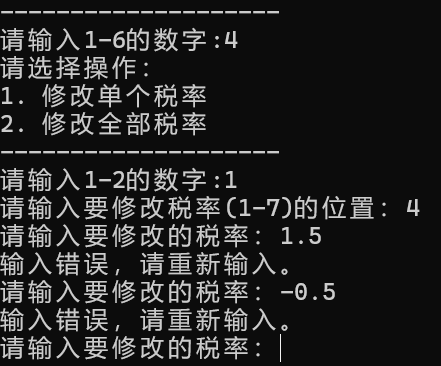 --------------------
请输入1-6的数字:4
请选择操作:
1. 修改单个税率
2. 修改全部税率
--------------------
请输入1-2的数字:1
请输入要修改税率(1-7)的位置: 4
请输入要修改的税率: 1.5
输入错误, 请重新输入。
请输入要修改的税率: -0.5
输入错误, 请重新输入。
请输入要修改的税率: